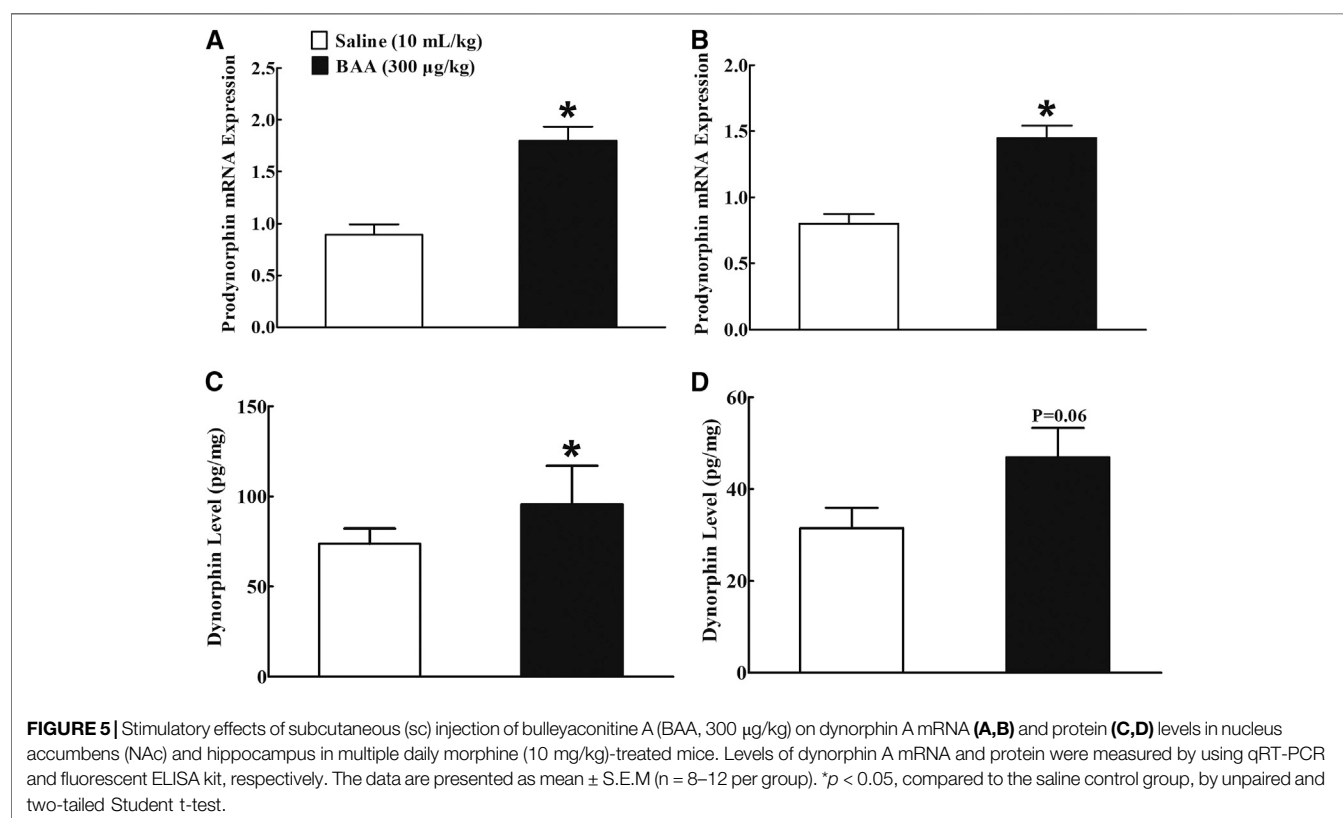 A
Saline (10 mL/kg)
BAA (300 µg/kg)
Prodynorphin mRNA Expression
2.5
2.0
1.5
1.0
0.5
0.0
*
B
Prodynorphin mRNA Expression
2.0
1.5
1.0
0.5
0.0
*
C
Dynorphin Level (pg/mg)
150
100
50
0
*
D
Dynorphin Level (pg/mg)
60
40
20
0
P=0.06
FIGURE 5 | Stimulatory effects of subcutaneous (sc) injection of bulleyaconitine A (BAA, 300 µg/kg) on dynorphin A mRNA (A,B) and protein (C,D) levels in nucleus
accumbens (NAc) and hippocampus in multiple daily morphine (10 mg/kg)-treated mice. Levels of dynorphin A mRNA and protein were measured by using qRT-PCR
and fluorescent ELISA kit, respectively. The data are presented as mean ± S.E.M (n = 8–12 per group). *p < 0.05, compared to the saline control group, by unpaired and
two-tailed Student t-test.